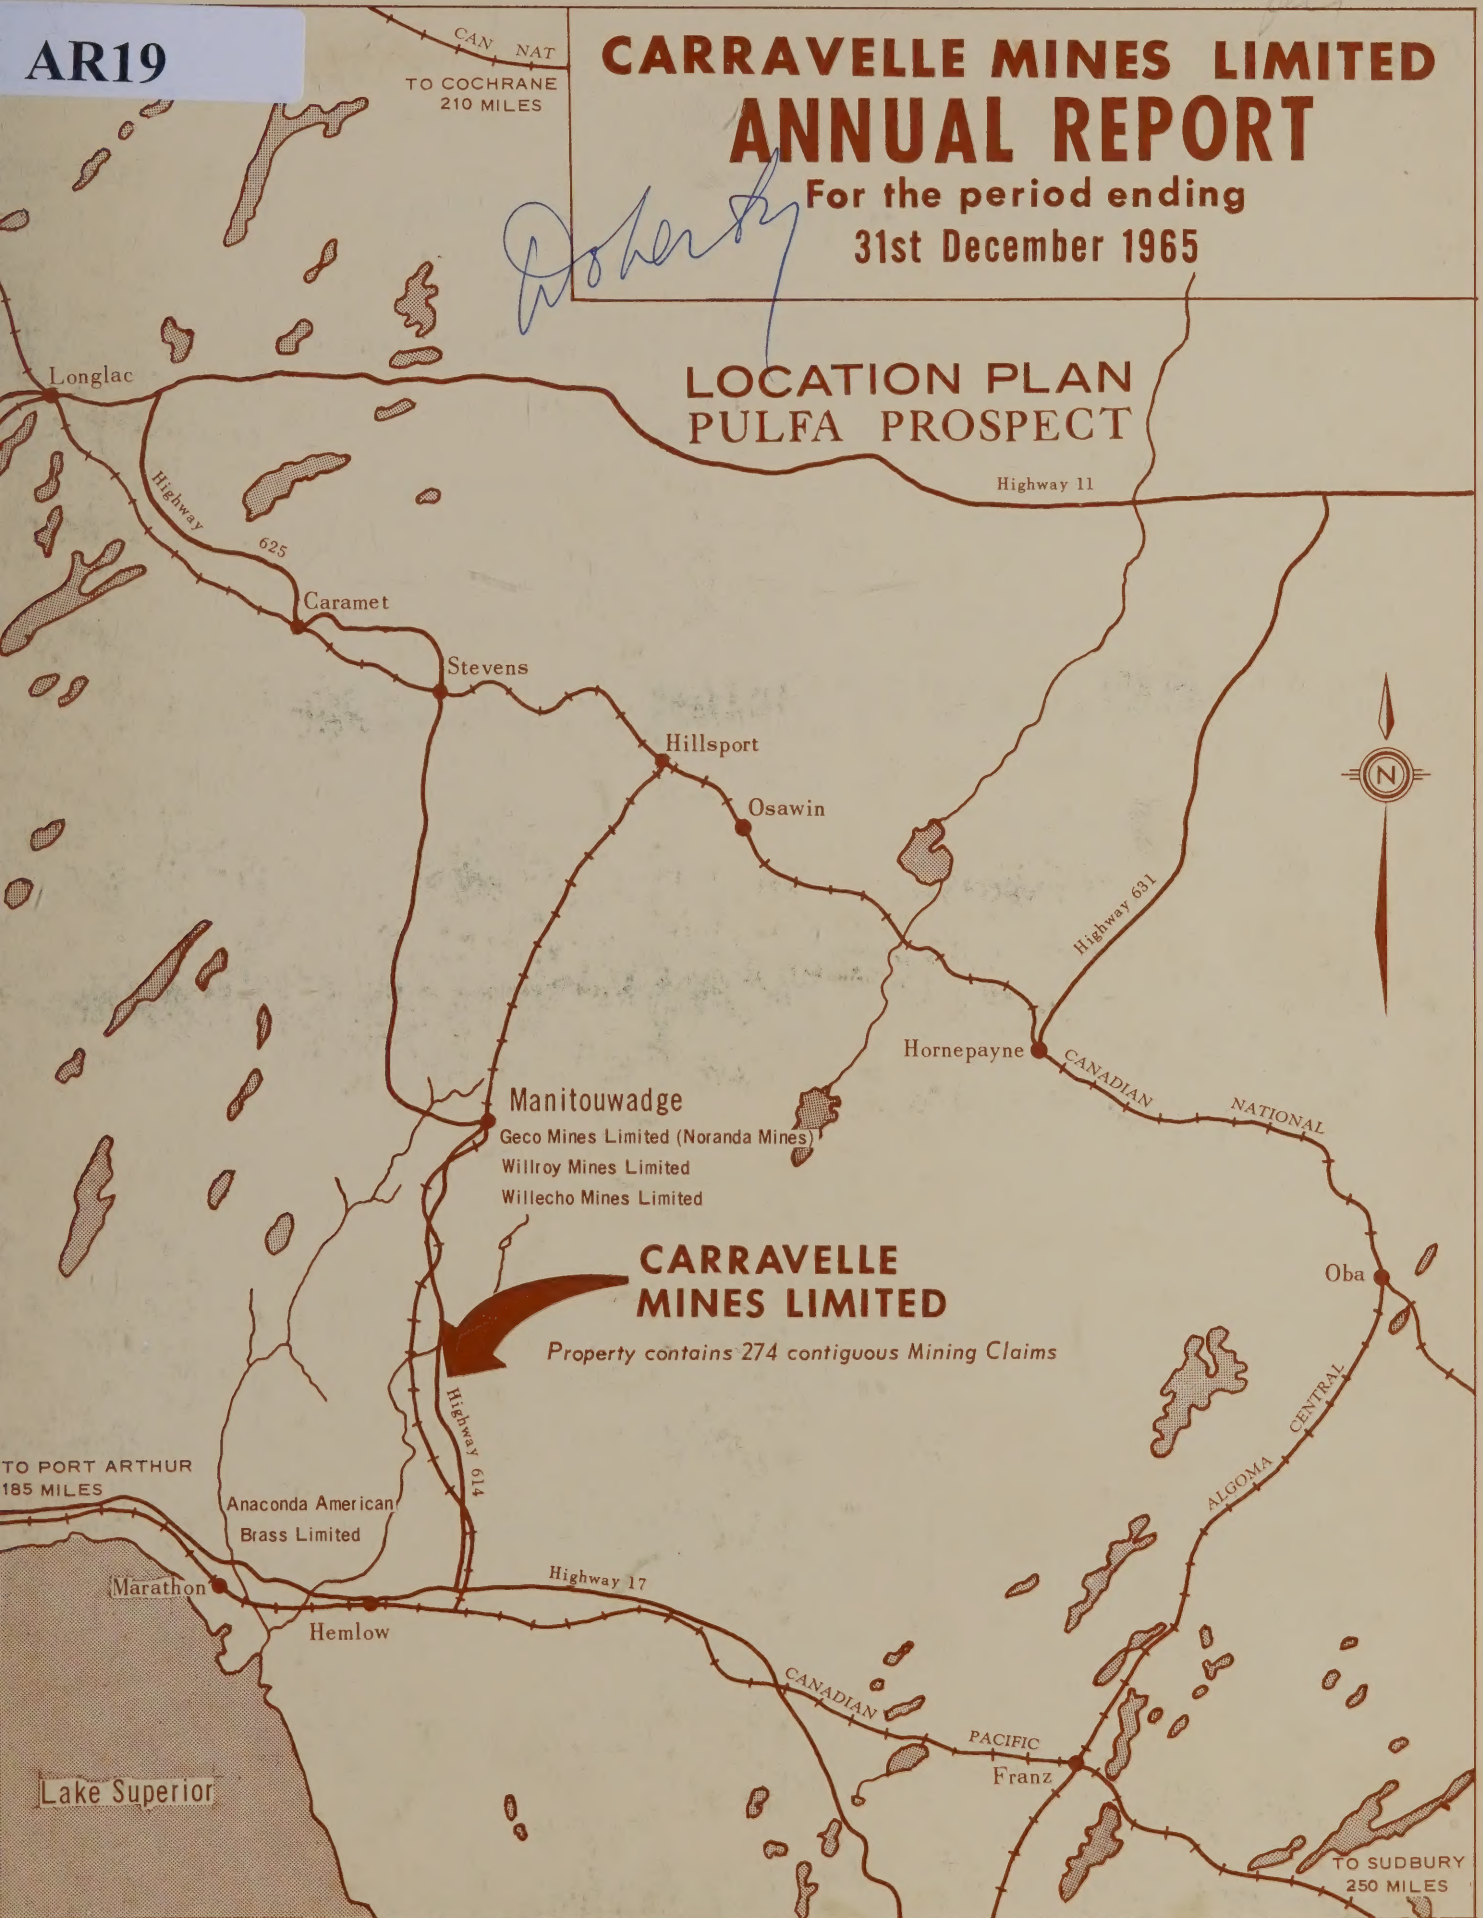 AR19
CAN NAT
TO COCHRANE
210 MILES
CARRAVELLE MINES LIMITED
ANNUAL REPORT
For the period ending
31st December 1965
Doherty
LOCATION PLAN
PULFA PROSPECT
Longlac
Highway 11
Highway 625
Caramet
Stevens
Hillsport
Osawin
N
Highway 631
Hornepayne
CANADIAN NATIONAL
Manitouwadge
Geco Mines Limited (Noranda Mines)
Willroy Mines Limited
Willecho Mines Limited
CARRAVELLE
MINES LIMITED
Property contains 274 contiguous Mining Claims
Oba
Highway 614
ALGOMA CENTRAL
TO PORT ARTHUR
185 MILES
Anaconda American
Brass Limited
Marathon
Highway 17
Hemlow
CANADIAN PACIFIC
Franz
Lake Superior
TO SUDBURY
250 MILES